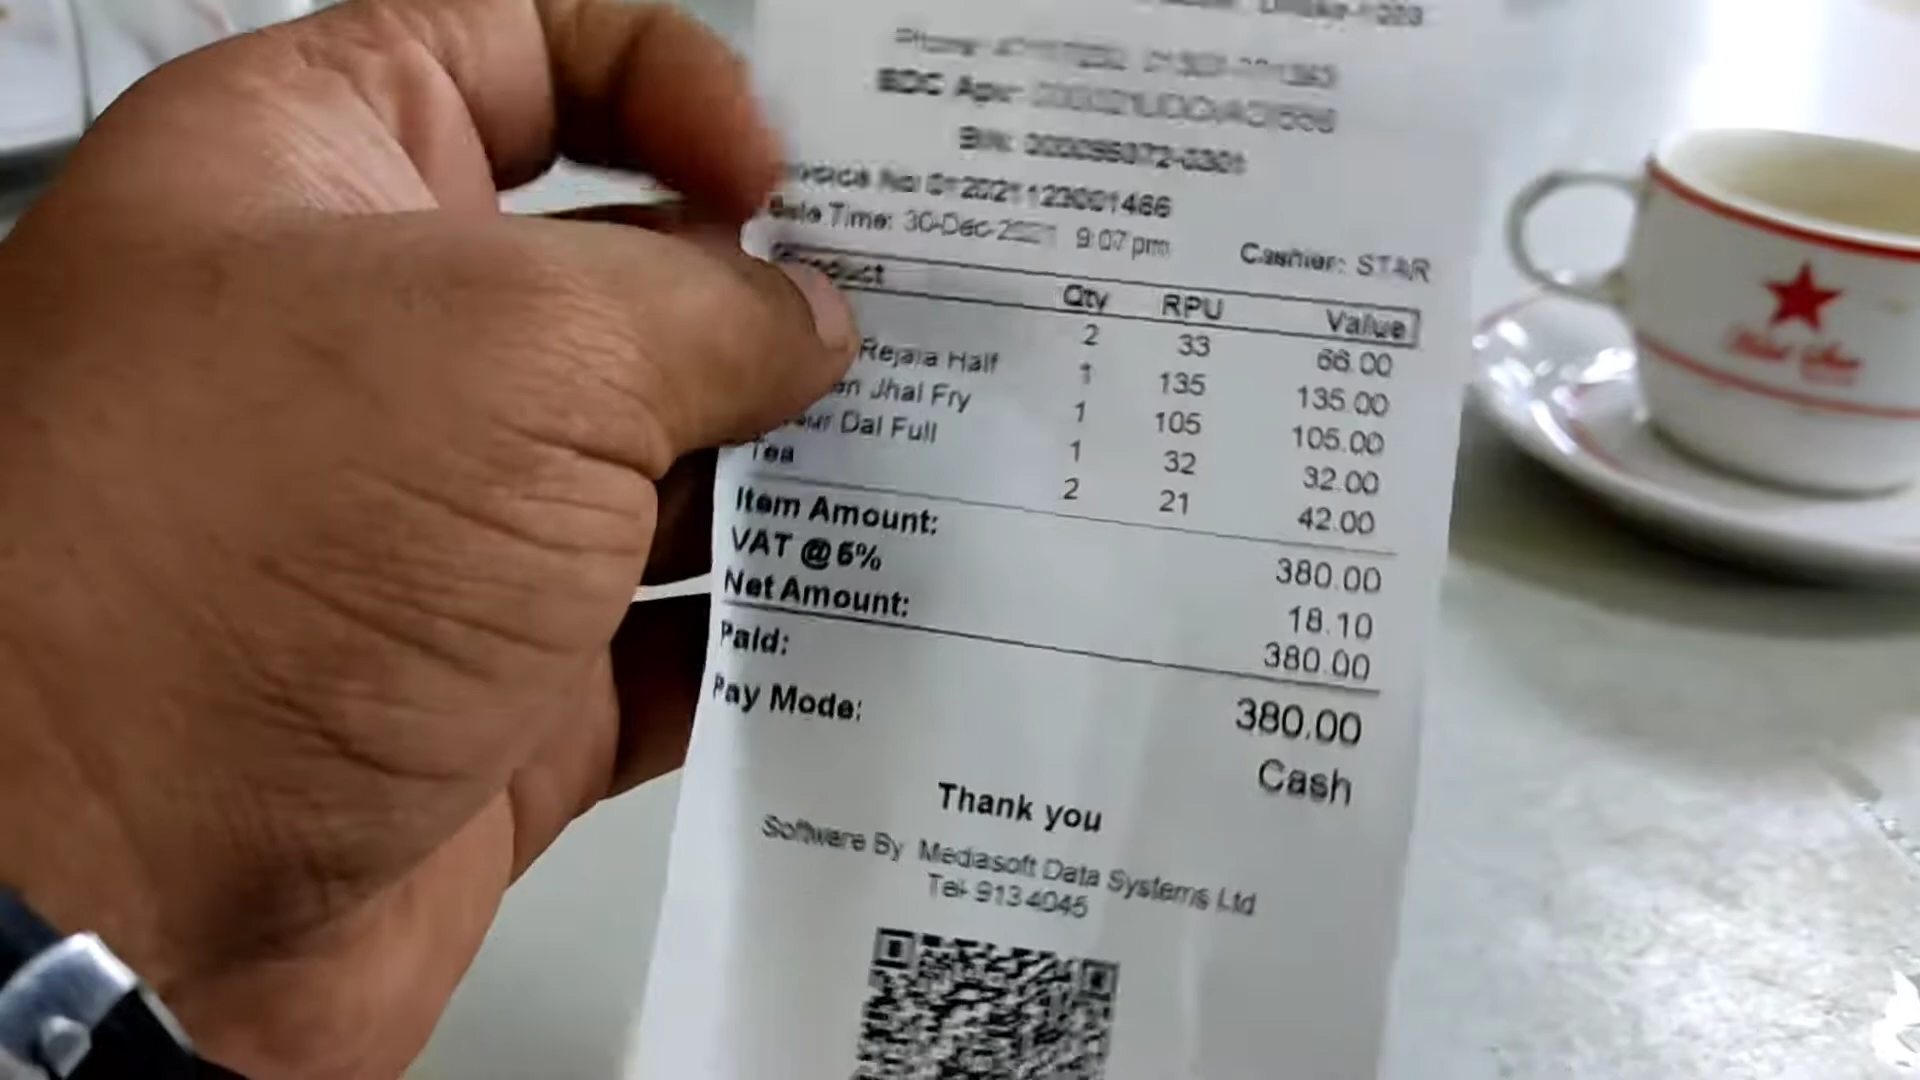 Invoice No: 012021123001466
Date Time: 30-Dec-2021 9:07 pm Cashier: STAR
Product Qty RPU Value
2 33 66.00
Rejala Half 1 135 135.00
Jhal Fry 1 105 105.00
Dal Full 1 32 32.00
Tea 2 21 42.00
Item Amount: 380.00
VAT @5% 18.10
Net Amount: 380.00
Paid: 380.00
Pay Mode: Cash
Thank you
Software By Mediasoft Data Systems Ltd
Tel- 9134045